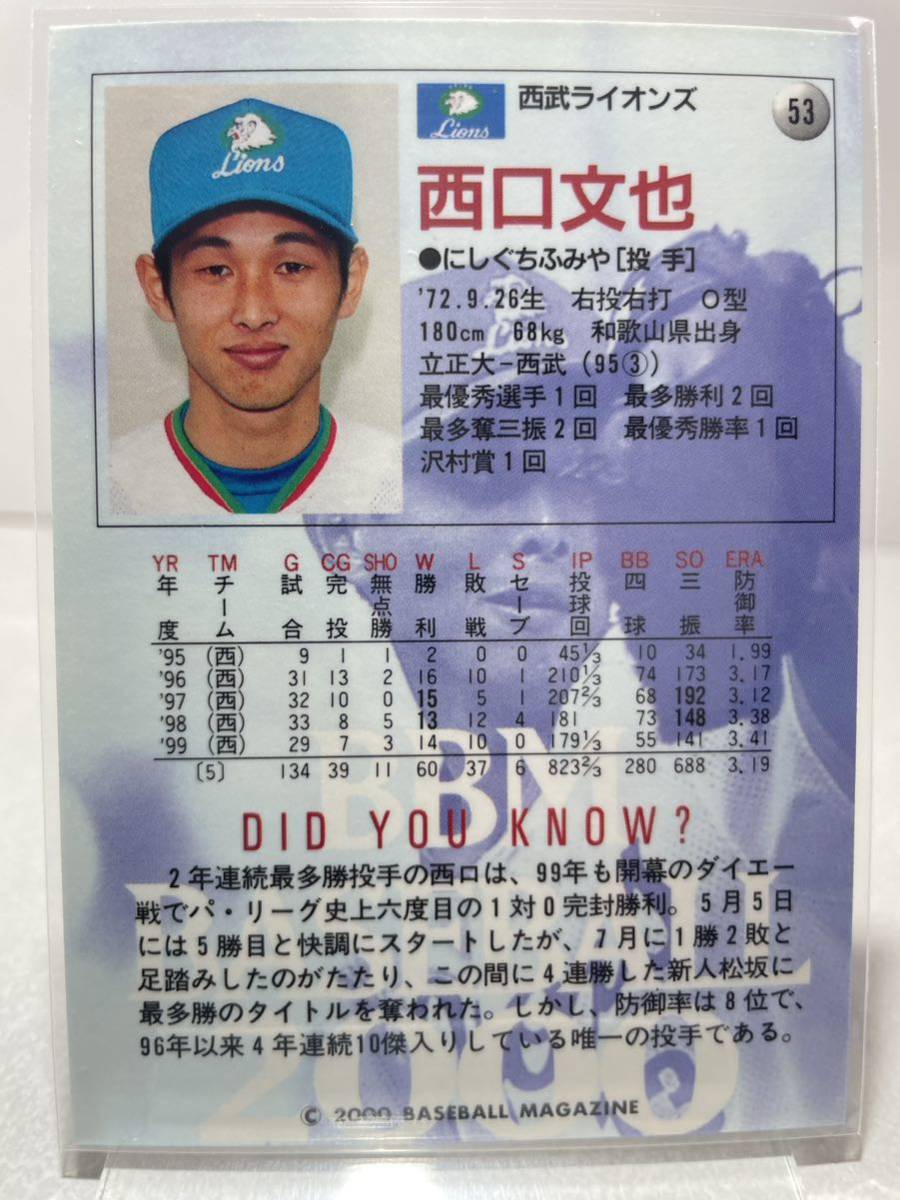 Lions
西武ライオンズ
53
Lions
西口文也
●にしぐちふみや[投 手]
'72.9.26生 右投右打 O型
180cm 68kg 和歌山県出身
立正大－西武（95③）
最優秀選手1回 最多勝利2回
最多奪三振2回 最優秀勝率1回
沢村賞1回
YR TM G CG SHO W L S IP BB SO ERA
年度 チーム 試合 完投 無点勝 勝利 敗戦 セーブ 投球回 四球 三振 防御率
'95 (西) 9 1 1 2 0 0 45⅓ 10 34 1.99
'96 (西) 31 13 2 16 10 1 210⅓ 74 173 3.17
'97 (西) 32 10 0 15 5 1 207⅔ 68 192 3.12
'98 (西) 33 8 5 13 12 4 181 73 148 3.38
'99 (西) 29 7 3 14 10 0 179⅓ 55 141 3.41
〔5〕 134 39 11 60 37 6 823⅔ 280 688 3.19
DID YOU KNOW?
2年連続最多勝投手の西口は、99年も開幕のダイエー
戦でパ・リーグ史上六度目の1対0完封勝利。5月5日
には5勝目と快調にスタートしたが、7月に1勝2敗と
足踏みしたのがたたり、この間に4連勝した新人松坂に
最多勝のタイトルを奪われた。しかし、防御率は8位で、
96年以来4年連続10傑入りしている唯一の投手である。
BBM
BASEBALL
2000
© 2000 BASEBALL MAGAZINE